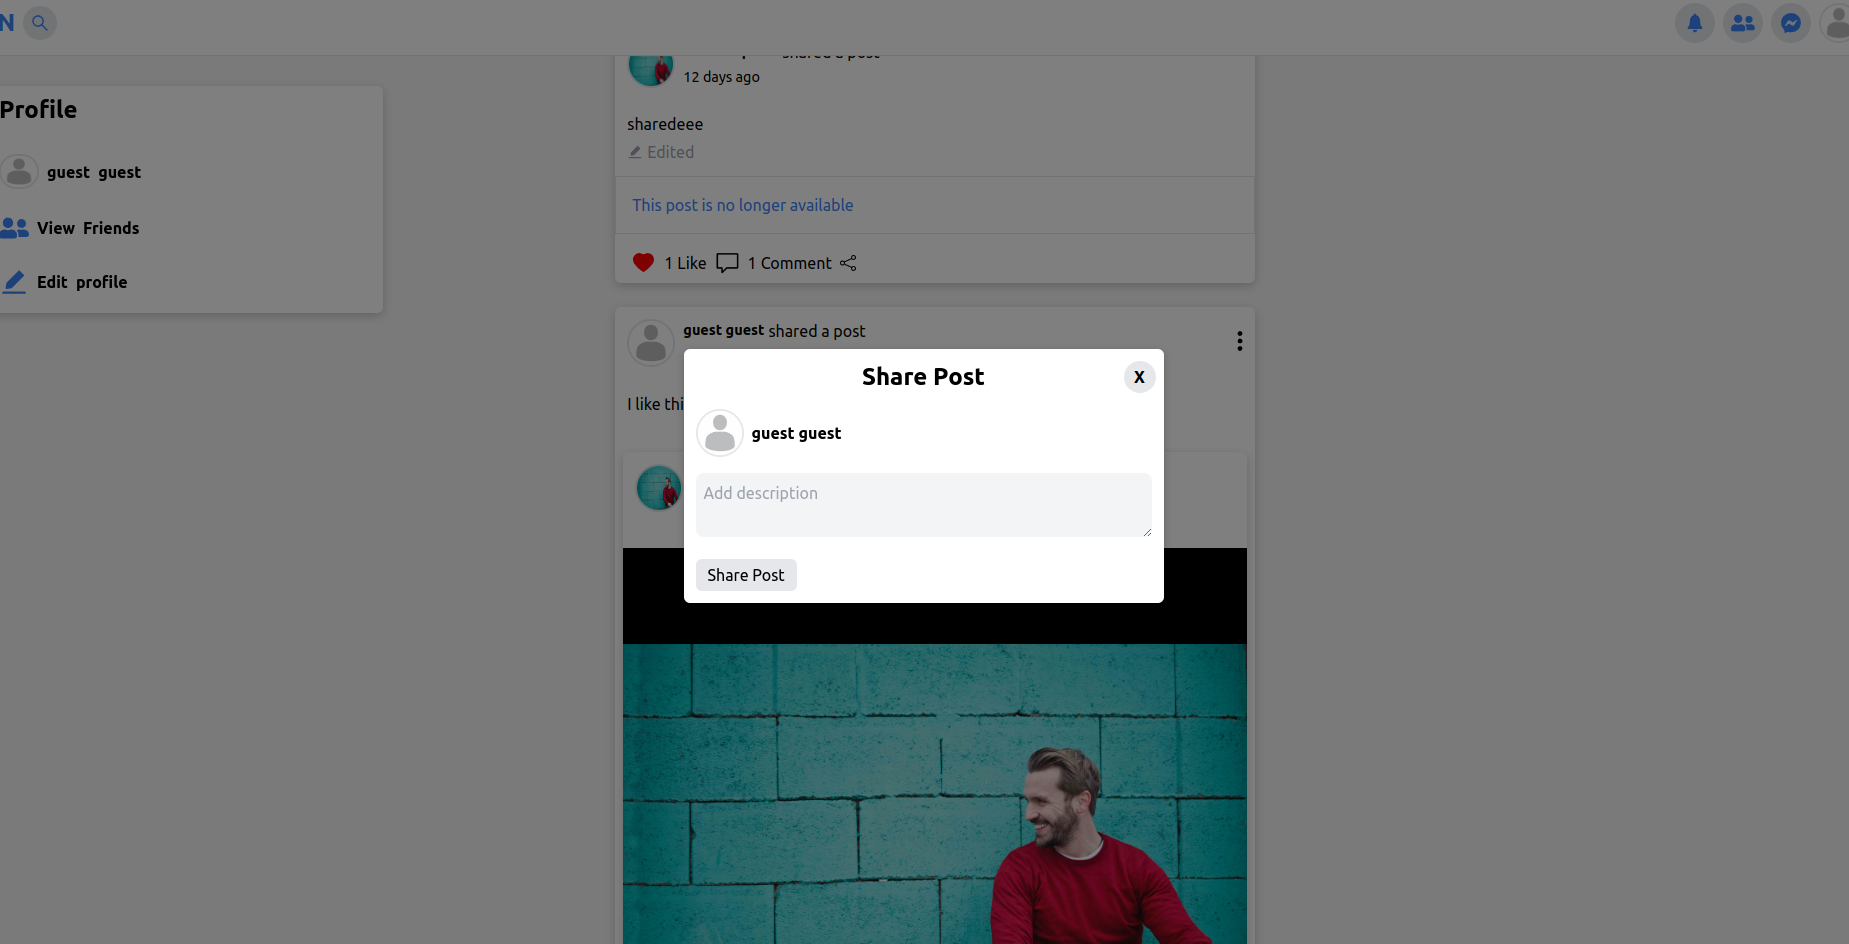 N
Profile
guest guest
View Friends
Edit profile
shared a post
12 days ago
sharedeee
Edited
This post is no longer available
1 Like 1 Comment
guest guest shared a post
I like thi
Share Post
X
guest guest
Add description
Share Post